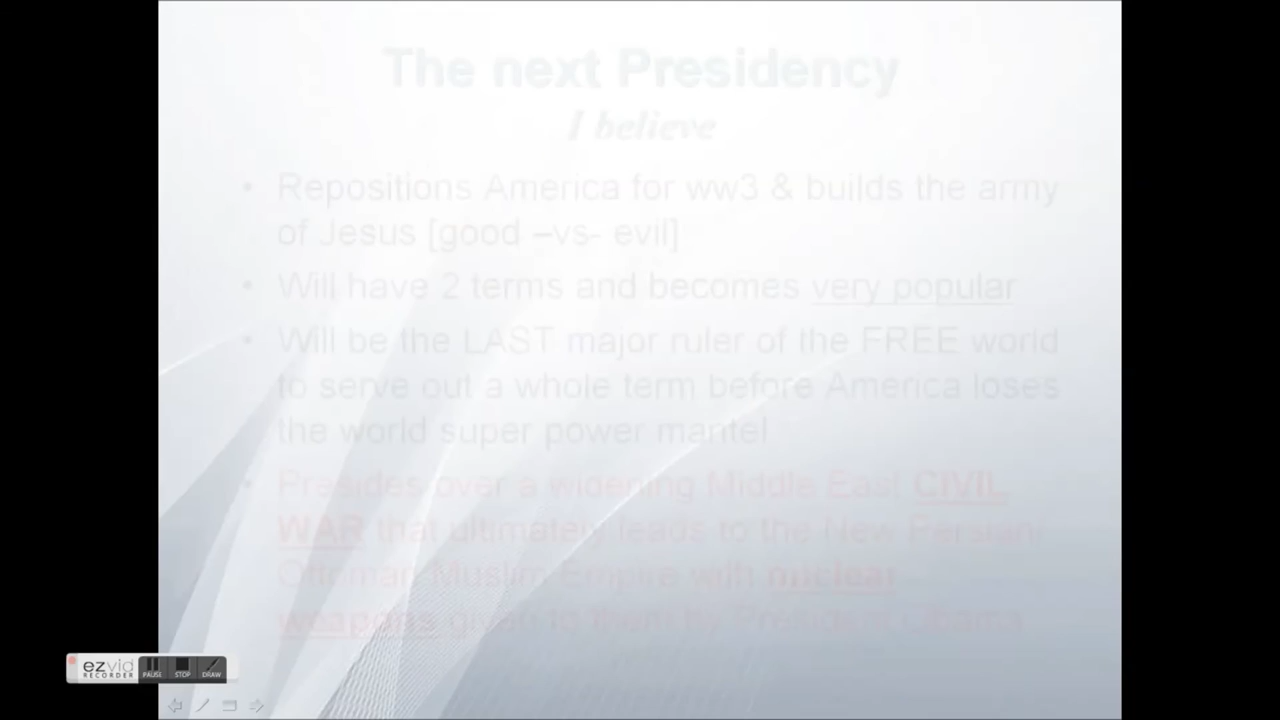 The next Presidency
I believe
• Repositions America for ww3 & builds the army
of Jesus [good –vs- evil]
• Will have 2 terms and becomes very popular
• Will be the LAST major ruler of the FREE world
to serve out a whole term before America loses
the world super power mantel
• Presides over a widening Middle East CIVIL
WAR that ultimately leads to the New Persian/
Ottoman Muslim Empire with nuclear
weapons given to them by President Obama
ezvid
RECORDER
PAUSE STOP DRAW